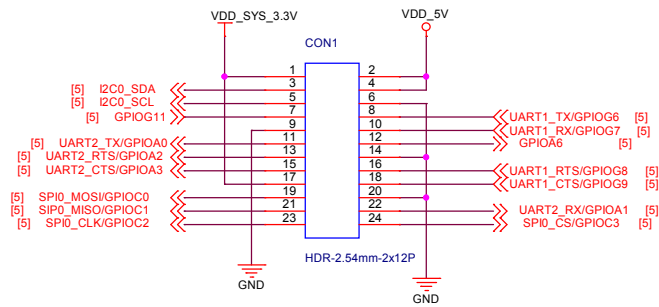 VDD_SYS_3.3V VDD_5V
CON1
1 2
[5] I2C0_SDA 3 4
[5] I2C0_SCL 5 6
[5] GPIOG11 7 8 UART1_TX/GPIOG6 [5]
9 10 UART1_RX/GPIOG7 [5]
[5] UART2_TX/GPIOA0 11 12 GPIOA6 [5]
[5] UART2_RTS/GPIOA2 13 14
[5] UART2_CTS/GPIOA3 15 16 UART1_RTS/GPIOG8 [5]
17 18 UART1_CTS/GPIOG9 [5]
[5] SPI0_MOSI/GPIOC0 19 20
[5] SIP0_MISO/GPIOC1 21 22 UART2_RX/GPIOA1 [5]
[5] SPI0_CLK/GPIOC2 23 24 SPI0_CS/GPIOC3 [5]
HDR-2.54mm-2x12P
GND GND